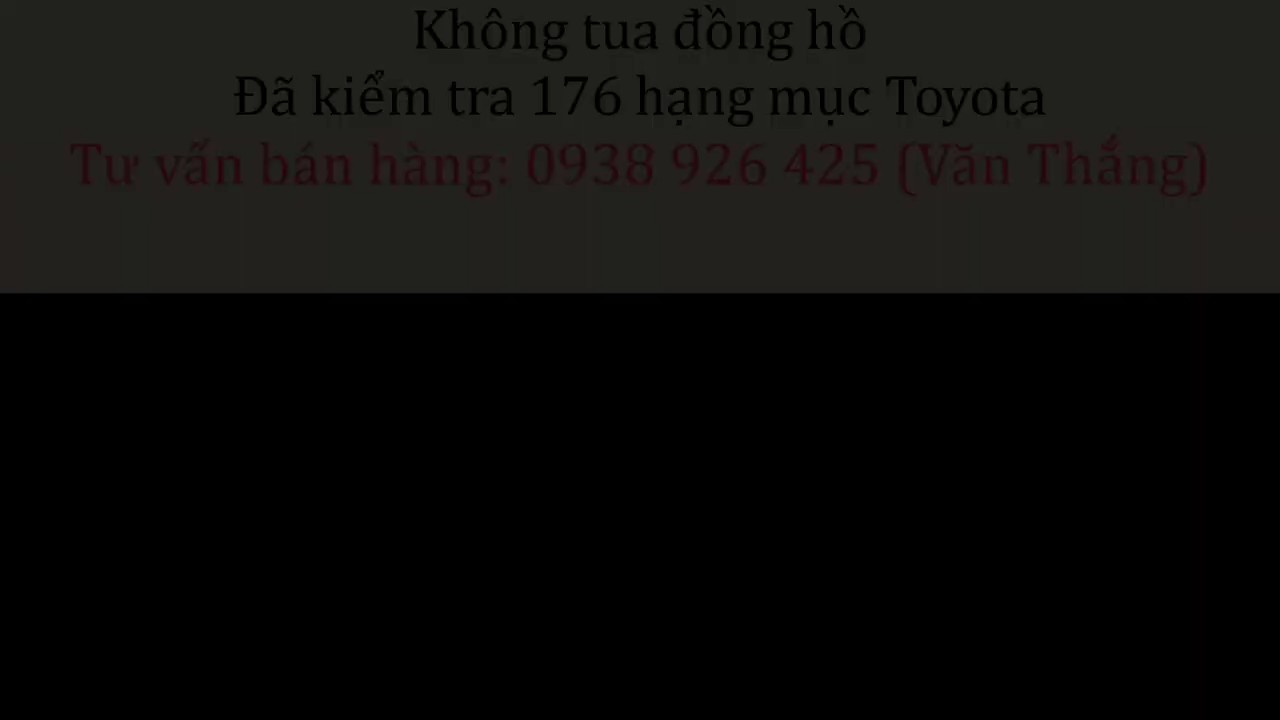 Không tua đồng hồ
Đã kiểm tra 176 hạng mục Toyota
Tư vấn bán hàng: 0938 926 425 (Văn Thắng)